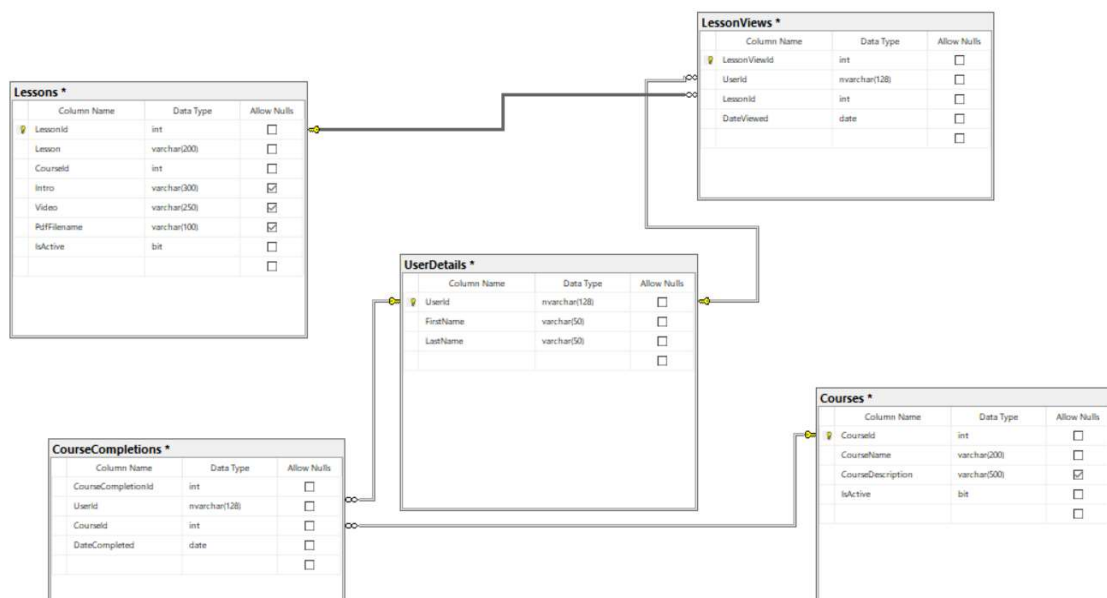 LessonViews *
Column Name Data Type Allow Nulls
LessonViewId int
UserId nvarchar(128)
LessonId int
DateViewed date
Lessons *
Column Name Data Type Allow Nulls
LessonId int
Lesson varchar(200)
CourseId int
Intro varchar(300)
Video varchar(250)
PdfFilename varchar(100)
IsActive bit
UserDetails *
Column Name Data Type Allow Nulls
UserId nvarchar(128)
FirstName varchar(50)
LastName varchar(50)
Courses *
Column Name Data Type Allow Nulls
CourseId int
CourseName varchar(200)
CourseDescription varchar(500)
IsActive bit
CourseCompletions *
Column Name Data Type Allow Nulls
CourseCompletionId int
UserId nvarchar(128)
CourseId int
DateCompleted date